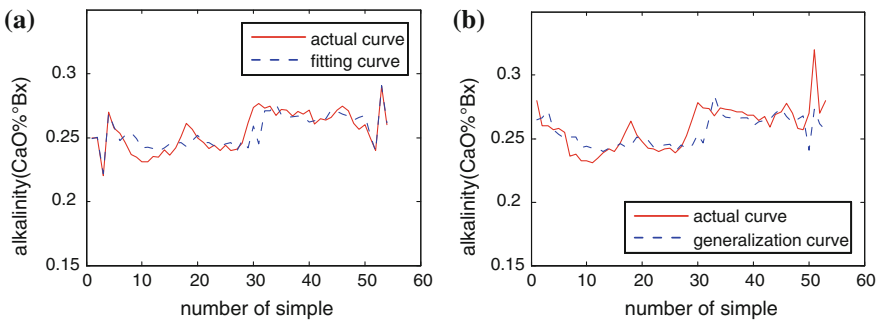 (a)
actual curve
fitting curve
alkalinity(CaO%°Bx)
0.3
0.25
0.2
0.15
0
10
20
30
40
50
60
number of simple
(b)
alkalinity(CaO%°Bx)
0.3
0.25
0.2
0.15
actual curve
generalization curve
0
10
20
30
40
50
60
number of simple